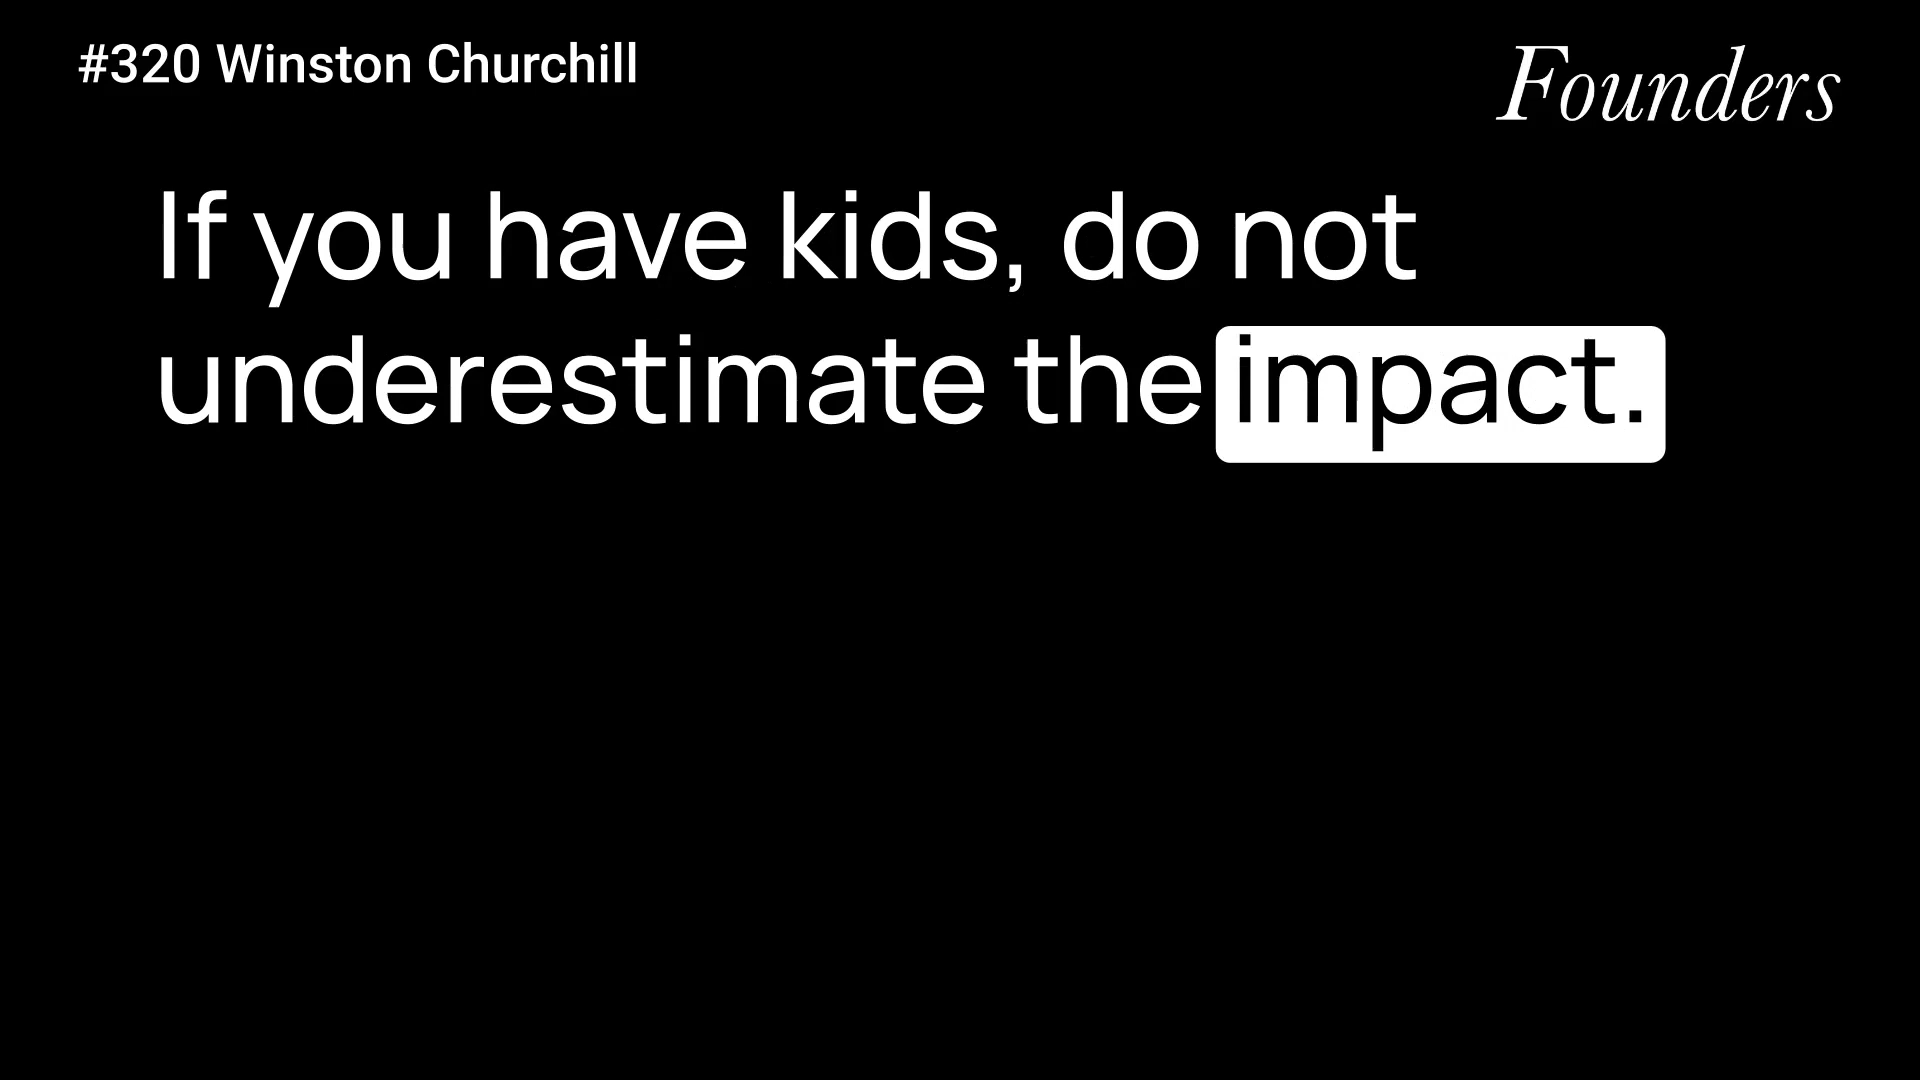 #320 Winston Churchill
Founders
If you have kids, do not
underestimate the impact.